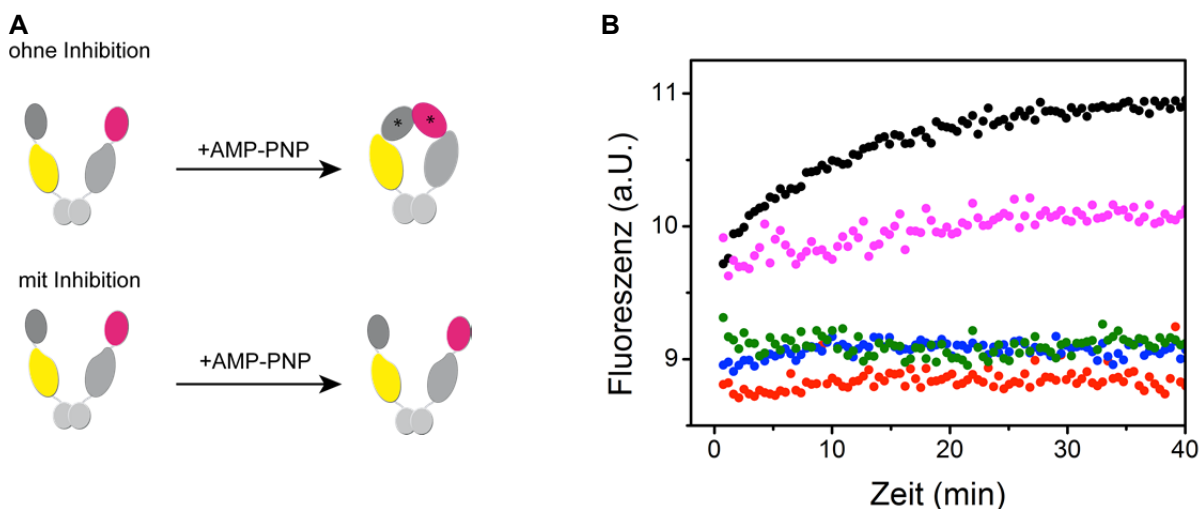 A
ohne Inhibition
+AMP-PNP
* *
mit Inhibition
+AMP-PNP
B
Fluoreszenz (a.U.)
11
10
9
0 10 20 30 40
Zeit (min)